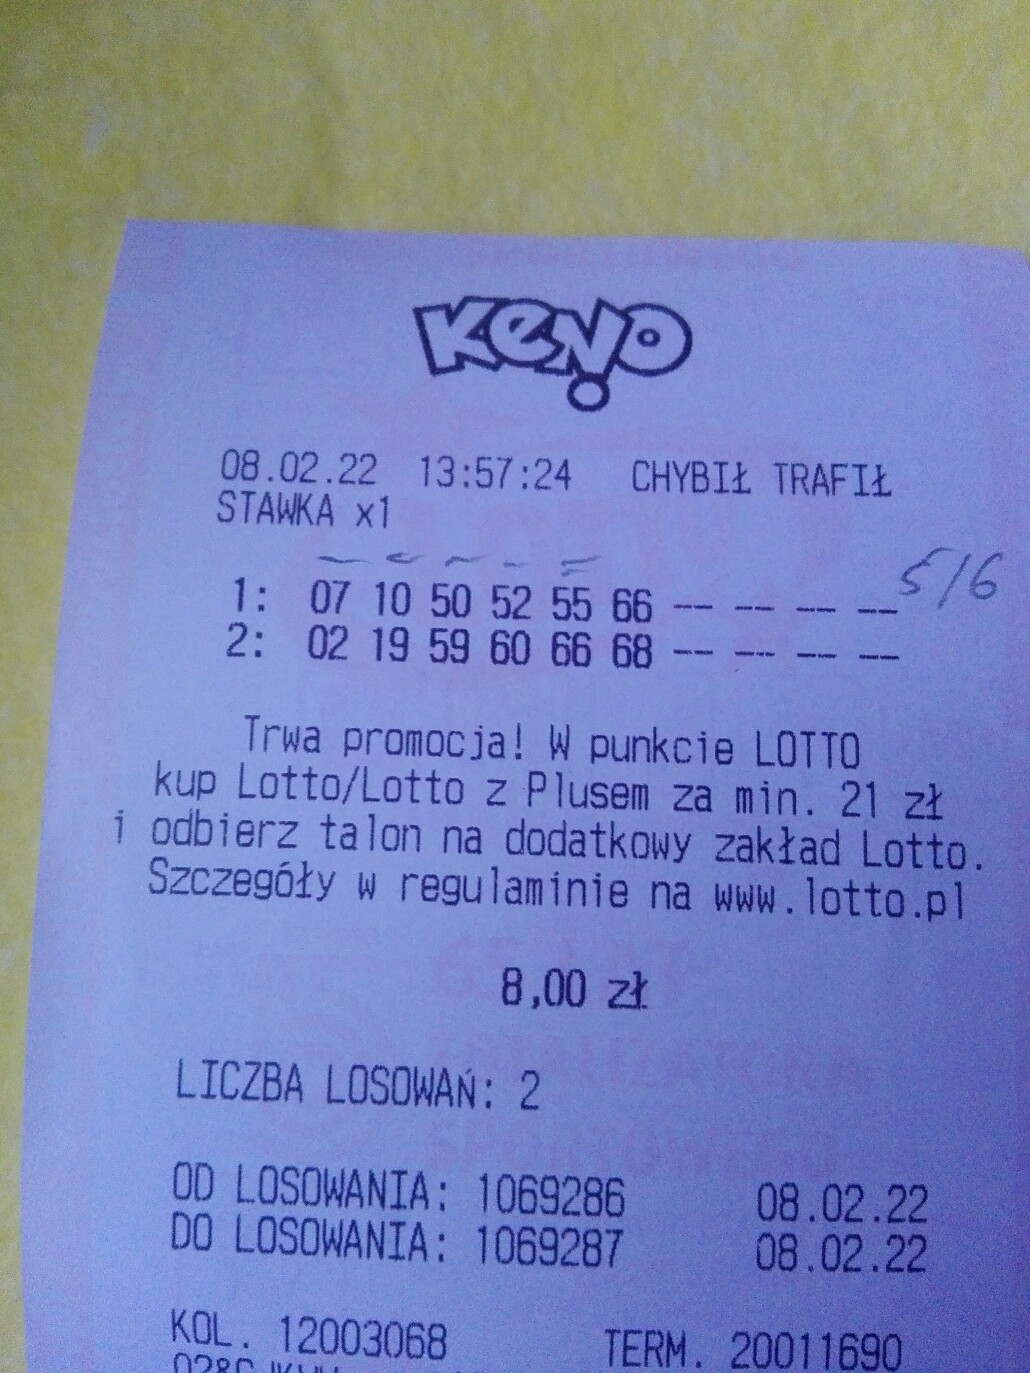 KENO
08.02.22 13:57:24 CHYBIŁ TRAFIŁ
STAWKA x1
1: 07 10 50 52 55 66 -- -- -- -- 5/6
2: 02 19 59 60 66 68 -- -- -- --
Trwa promocja! W punkcie LOTTO
kup Lotto/Lotto z Plusem za min. 21 zł
i odbierz talon na dodatkowy zakład Lotto.
Szczegóły w regulaminie na www.lotto.pl
8,00 zł
LICZBA LOSOWAŃ: 2
OD LOSOWANIA: 1069286 08.02.22
DO LOSOWANIA: 1069287 08.02.22
KOL. 12003068 TERM. 20011690